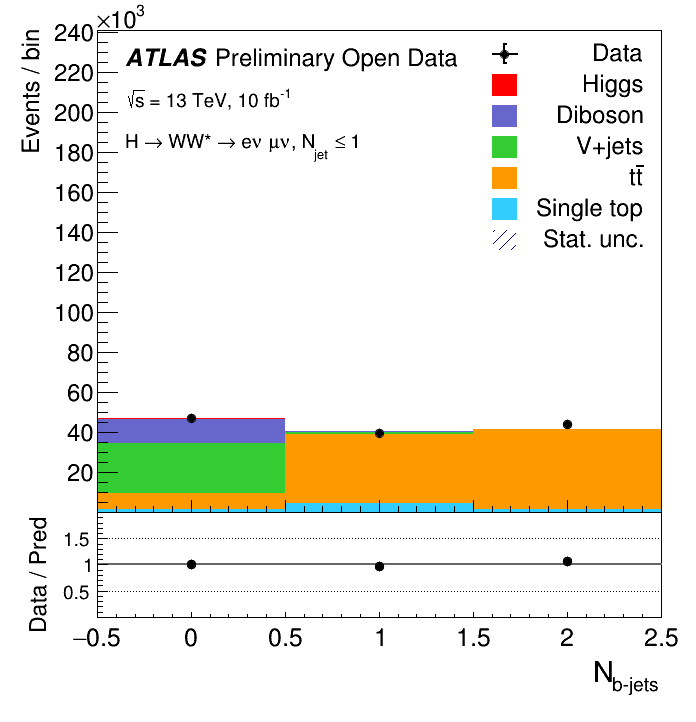 ×10³
Events / bin
240
220
200
180
160
140
120
100
80
60
40
20
ATLAS Preliminary Open Data
√s = 13 TeV, 10 fb⁻¹
H → WW* → eν μν, N_jet ≤ 1
Data
Higgs
Diboson
V+jets
tt̄
Single top
Stat. unc.
Data / Pred
1.5
1
0.5
−0.5 0 0.5 1 1.5 2 2.5
N_b-jets